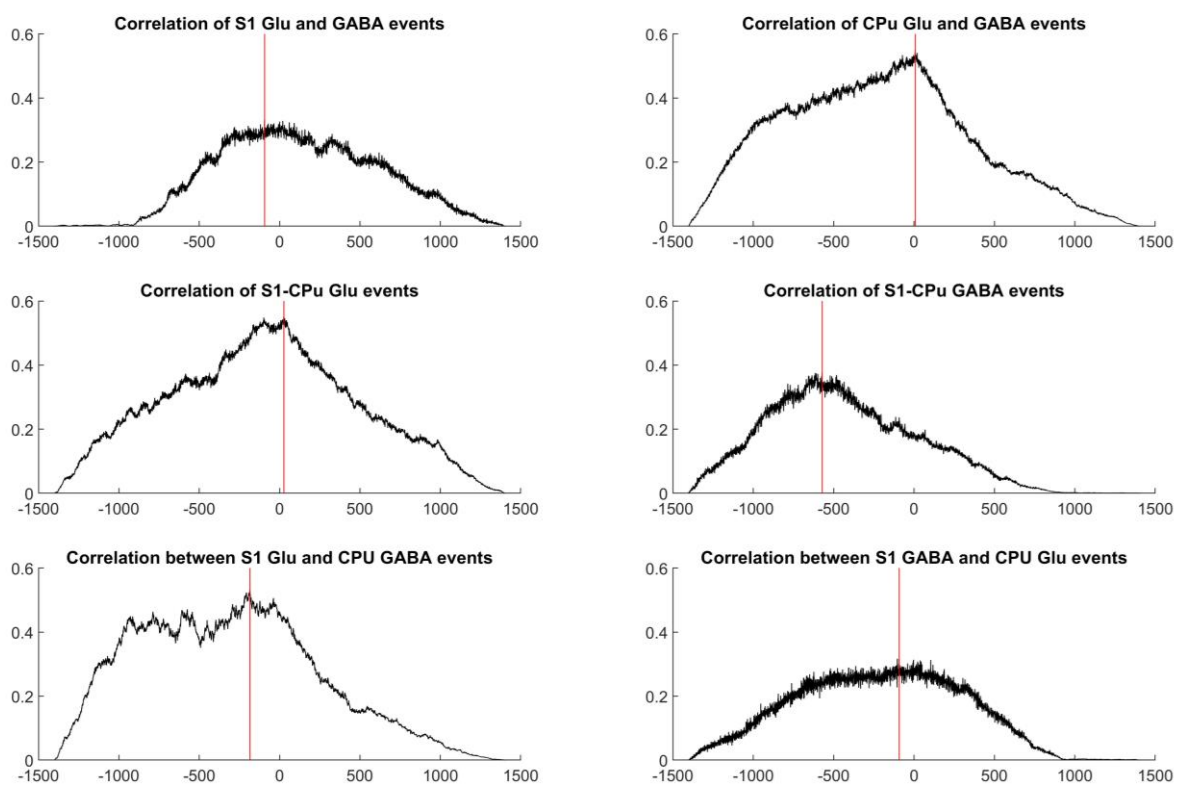 Correlation of S1 Glu and GABA events
0.6
0.4
0.2
0
-1500 -1000 -500 0 500 1000 1500
Correlation of CPu Glu and GABA events
0.6
0.4
0.2
0
-1500 -1000 -500 0 500 1000 1500
Correlation of S1-CPu Glu events
0.6
0.4
0.2
0
-1500 -1000 -500 0 500 1000 1500
Correlation of S1-CPu GABA events
0.6
0.4
0.2
0
-1500 -1000 -500 0 500 1000 1500
Correlation between S1 Glu and CPU GABA events
0.6
0.4
0.2
0
-1500 -1000 -500 0 500 1000 1500
Correlation between S1 GABA and CPU Glu events
0.6
0.4
0.2
0
-1500 -1000 -500 0 500 1000 1500